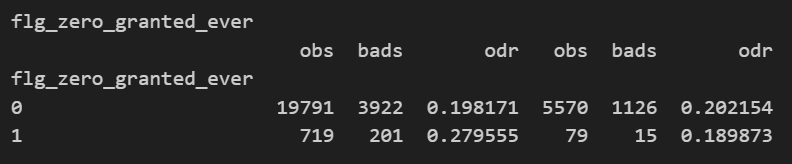 flg_zero_granted_ever
obs bads odr obs bads odr
flg_zero_granted_ever
0 19791 3922 0.198171 5570 1126 0.202154
1 719 201 0.279555 79 15 0.189873